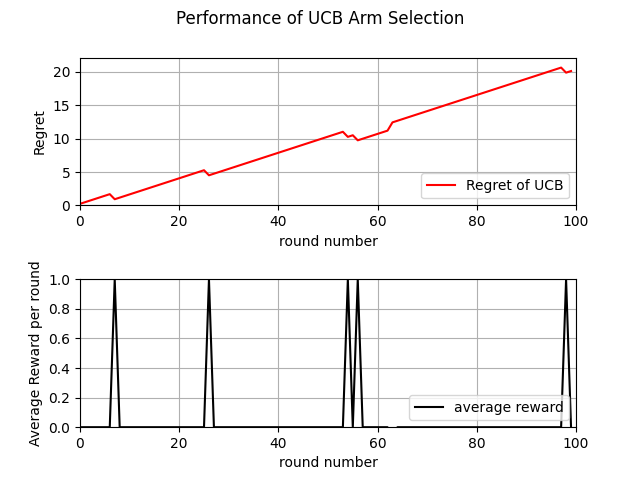 Performance of UCB Arm Selection
20
15
10
5
0
Regret
Regret of UCB
0 20 40 60 80 100
round number
1.0
0.8
0.6
0.4
0.2
0.0
Average Reward per round
average reward
0 20 40 60 80 100
round number